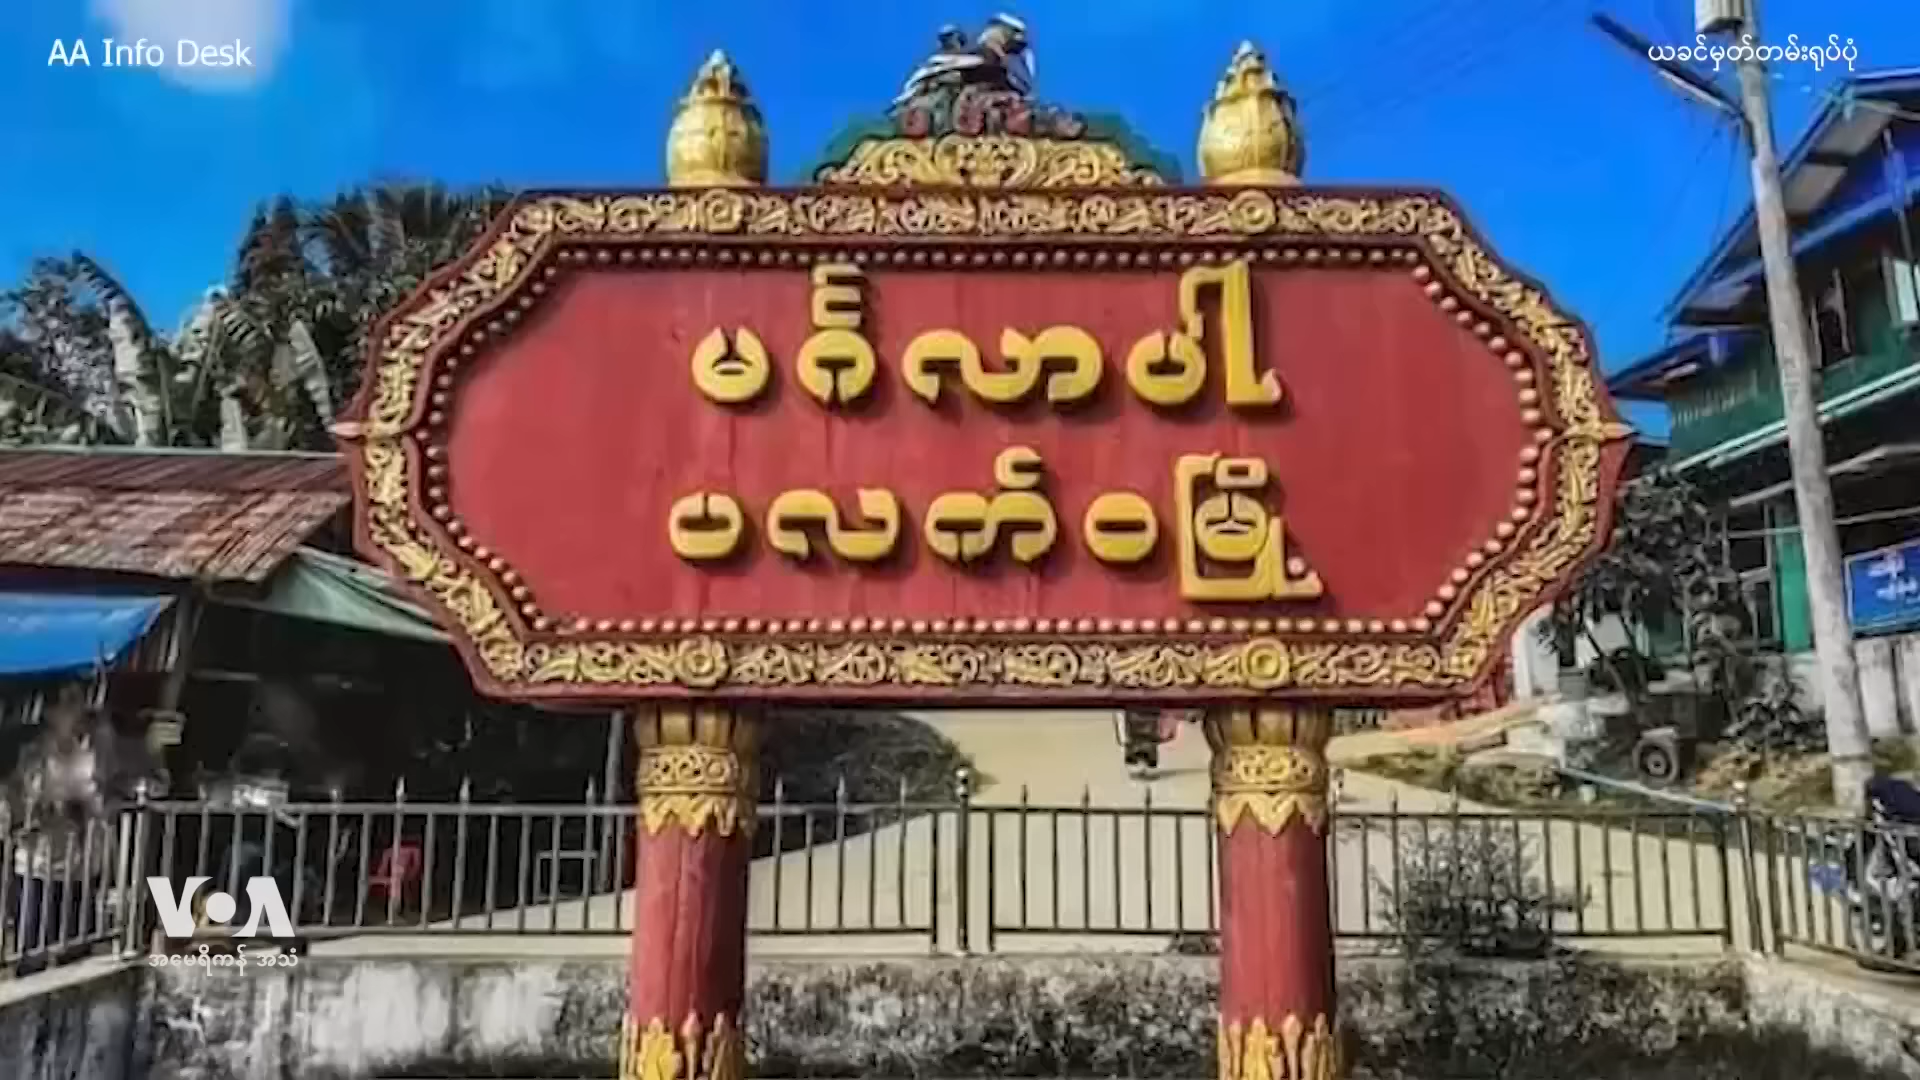 AA Info Desk
ယခင်မှတ်တမ်းရုပ်ပုံ
မင်္ဂလာပါ
ပလက်ဝမြို့
VOA
အမေရိကန် အသံ